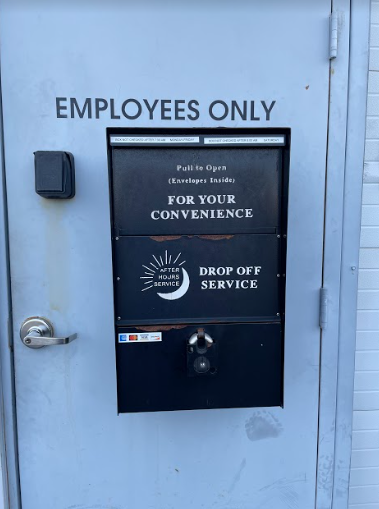 EMPLOYEES ONLY
Pull to Open
(Envelopes Inside)
FOR YOUR
CONVENIENCE
AFTER
HOURS
SERVICE
DROP OFF
SERVICE